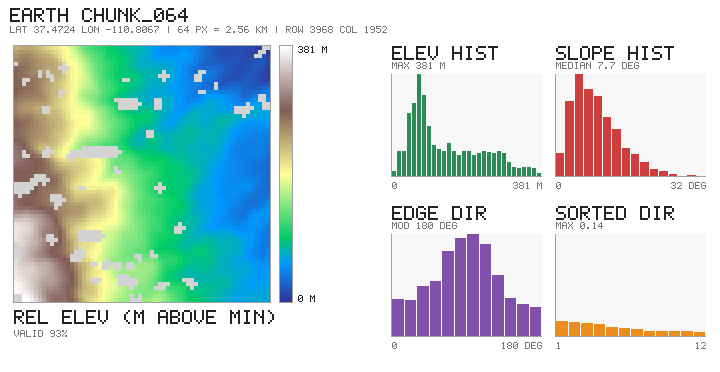 EARTH CHUNK_064
LAT 37.4724 LON -110.8067 | 64 PX = 2.56 KM | ROW 3968 COL 1952
381 M
0 M
REL ELEV (M ABOVE MIN)
VALID 93%
ELEV HIST
MAX 381 M
0 381 M
SLOPE HIST
MEDIAN 7.7 DEG
0 32 DEG
EDGE DIR
MOD 180 DEG
0 180 DEG
SORTED DIR
MAX 0.14
1 12